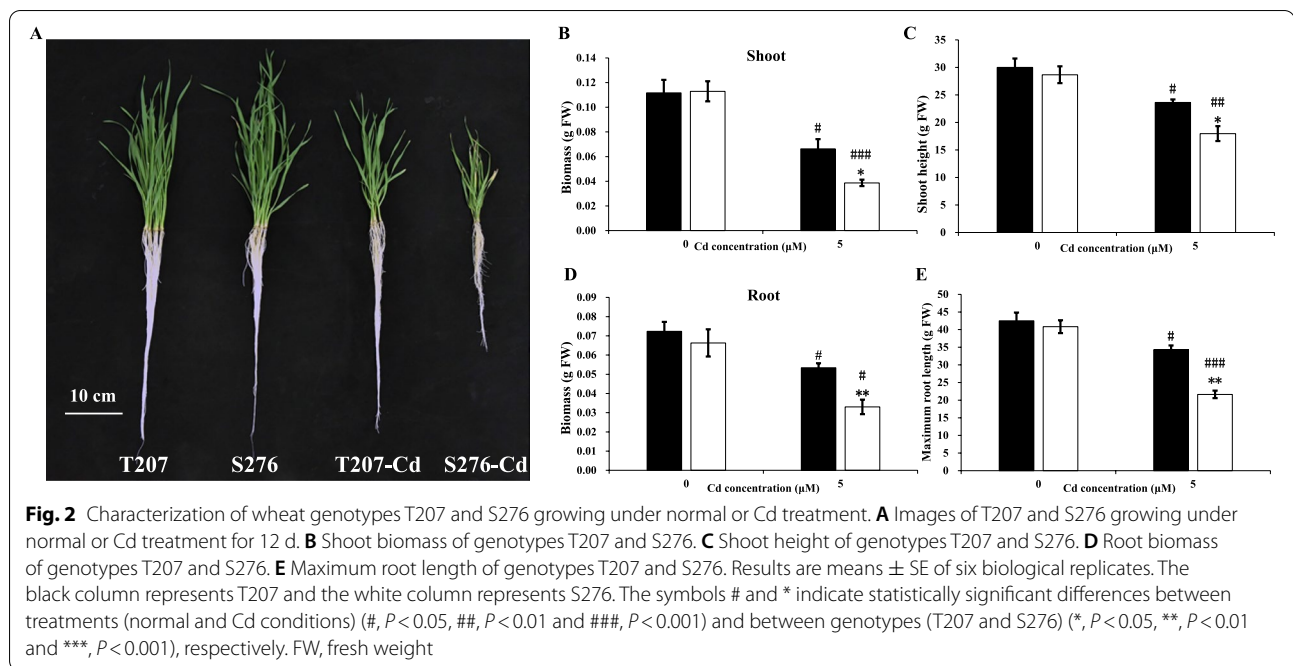 A
10 cm
T207 S276 T207-Cd S276-Cd
B
Shoot
Biomass (g FW)
0.14
0.12
0.10
0.08
0.06
0.04
0.02
0.00
#
###
*
0 Cd concentration (µM) 5
C
Shoot height (g FW)
35
30
25
20
15
10
5
0
#
##
*
0 Cd concentration (µM) 5
D
Root
Biomass (g FW)
0.09
0.08
0.07
0.06
0.05
0.04
0.03
0.02
0.01
0.00
#
#
**
0 Cd concentration (µM) 5
E
Maximum root length (g FW)
50
45
40
35
30
25
20
15
10
5
0
#
###
**
0 Cd concentration (µM) 5
Fig. 2 Characterization of wheat genotypes T207 and S276 growing under normal or Cd treatment. A Images of T207 and S276 growing under
normal or Cd treatment for 12 d. B Shoot biomass of genotypes T207 and S276. C Shoot height of genotypes T207 and S276. D Root biomass
of genotypes T207 and S276. E Maximum root length of genotypes T207 and S276. Results are means ± SE of six biological replicates. The
black column represents T207 and the white column represents S276. The symbols # and * indicate statistically significant differences between
treatments (normal and Cd conditions) (#, P < 0.05, ##, P < 0.01 and ###, P < 0.001) and between genotypes (T207 and S276) (*, P < 0.05, **, P < 0.01
and ***, P < 0.001), respectively. FW, fresh weight